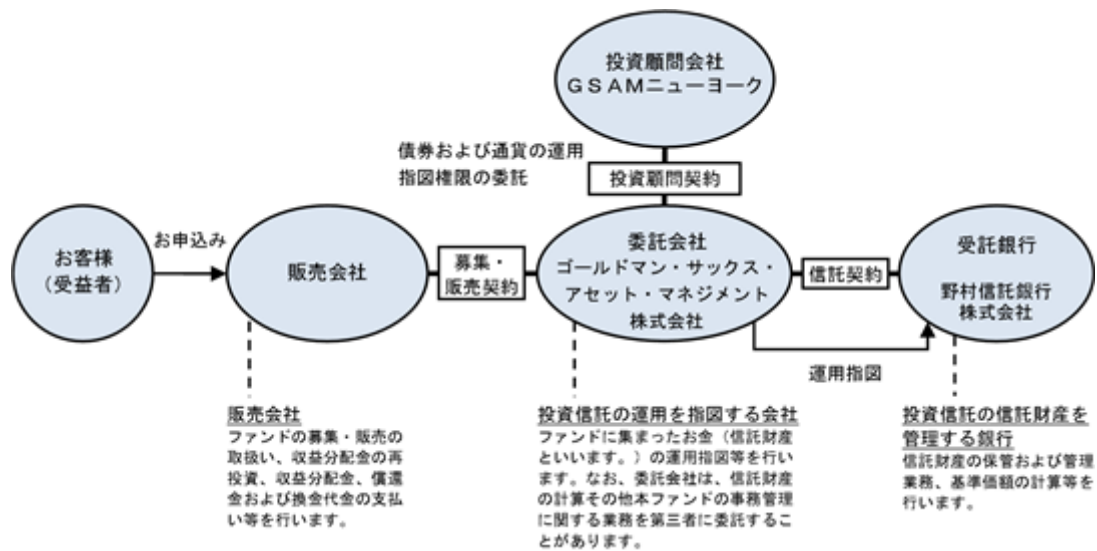 投資顧問会社
ＧＳＡＭニューヨーク
債券および通貨の運用
指図権限の委託
投資顧問契約
お客様
（受益者）
お申込み
販売会社
募集・
販売契約
委託会社
ゴールドマン・サックス・
アセット・マネジメント
株式会社
信託契約
受託銀行
野村信託銀行
株式会社
運用指図
販売会社
ファンドの募集・販売の
取扱い、収益分配金の再
投資、収益分配金、償還
金および換金代金の支払
い等を行います。
投資信託の運用を指図する会社
ファンドに集まったお金（信託財産
といいます。）の運用指図等を行い
ます。なお、委託会社は、信託財産
の計算その他本ファンドの事務管理
に関する業務を第三者に委託するこ
とがあります。
投資信託の信託財産を
管理する銀行
信託財産の保管および管理
業務、基準価額の計算等を
行います。